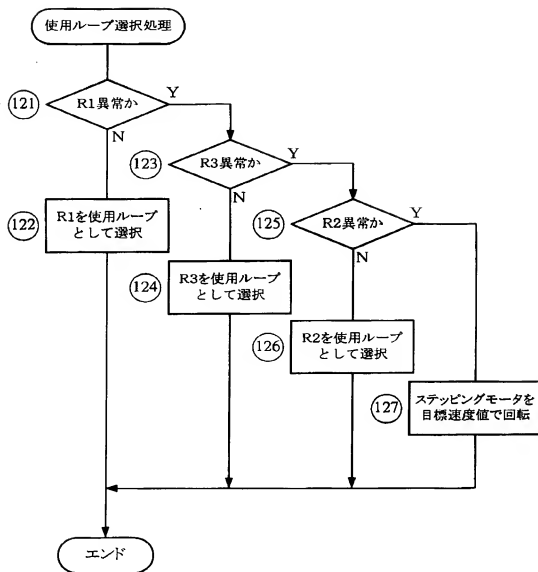 使用ループ選択処理
121
R1異常か
Y
N
123
R3異常か
Y
N
122
R1を使用ループ
として選択
125
R2異常か
Y
N
124
R3を使用ループ
として選択
126
R2を使用ループ
として選択
127
ステッピングモータを
目標速度値で回転
エンド